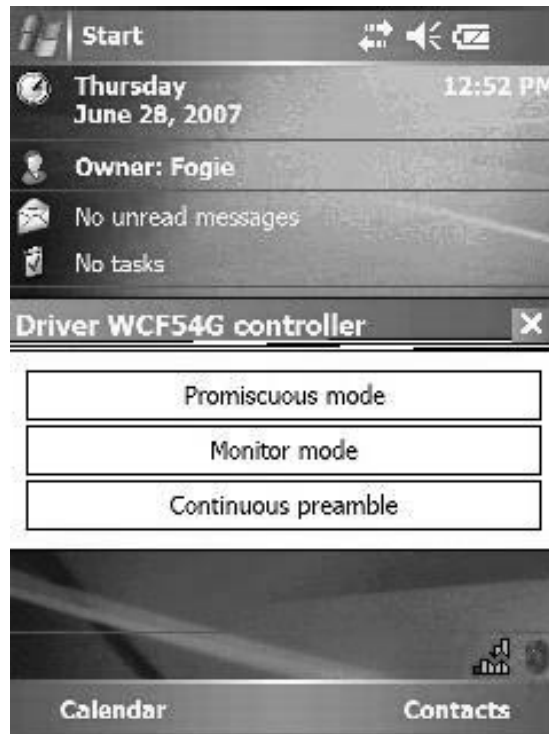 Start
Thursday 12:52 PM
June 28, 2007
Owner: Fogie
No unread messages
No tasks
Driver WCF54G controller
Promiscuous mode
Monitor mode
Continuous preamble
Calendar Contacts